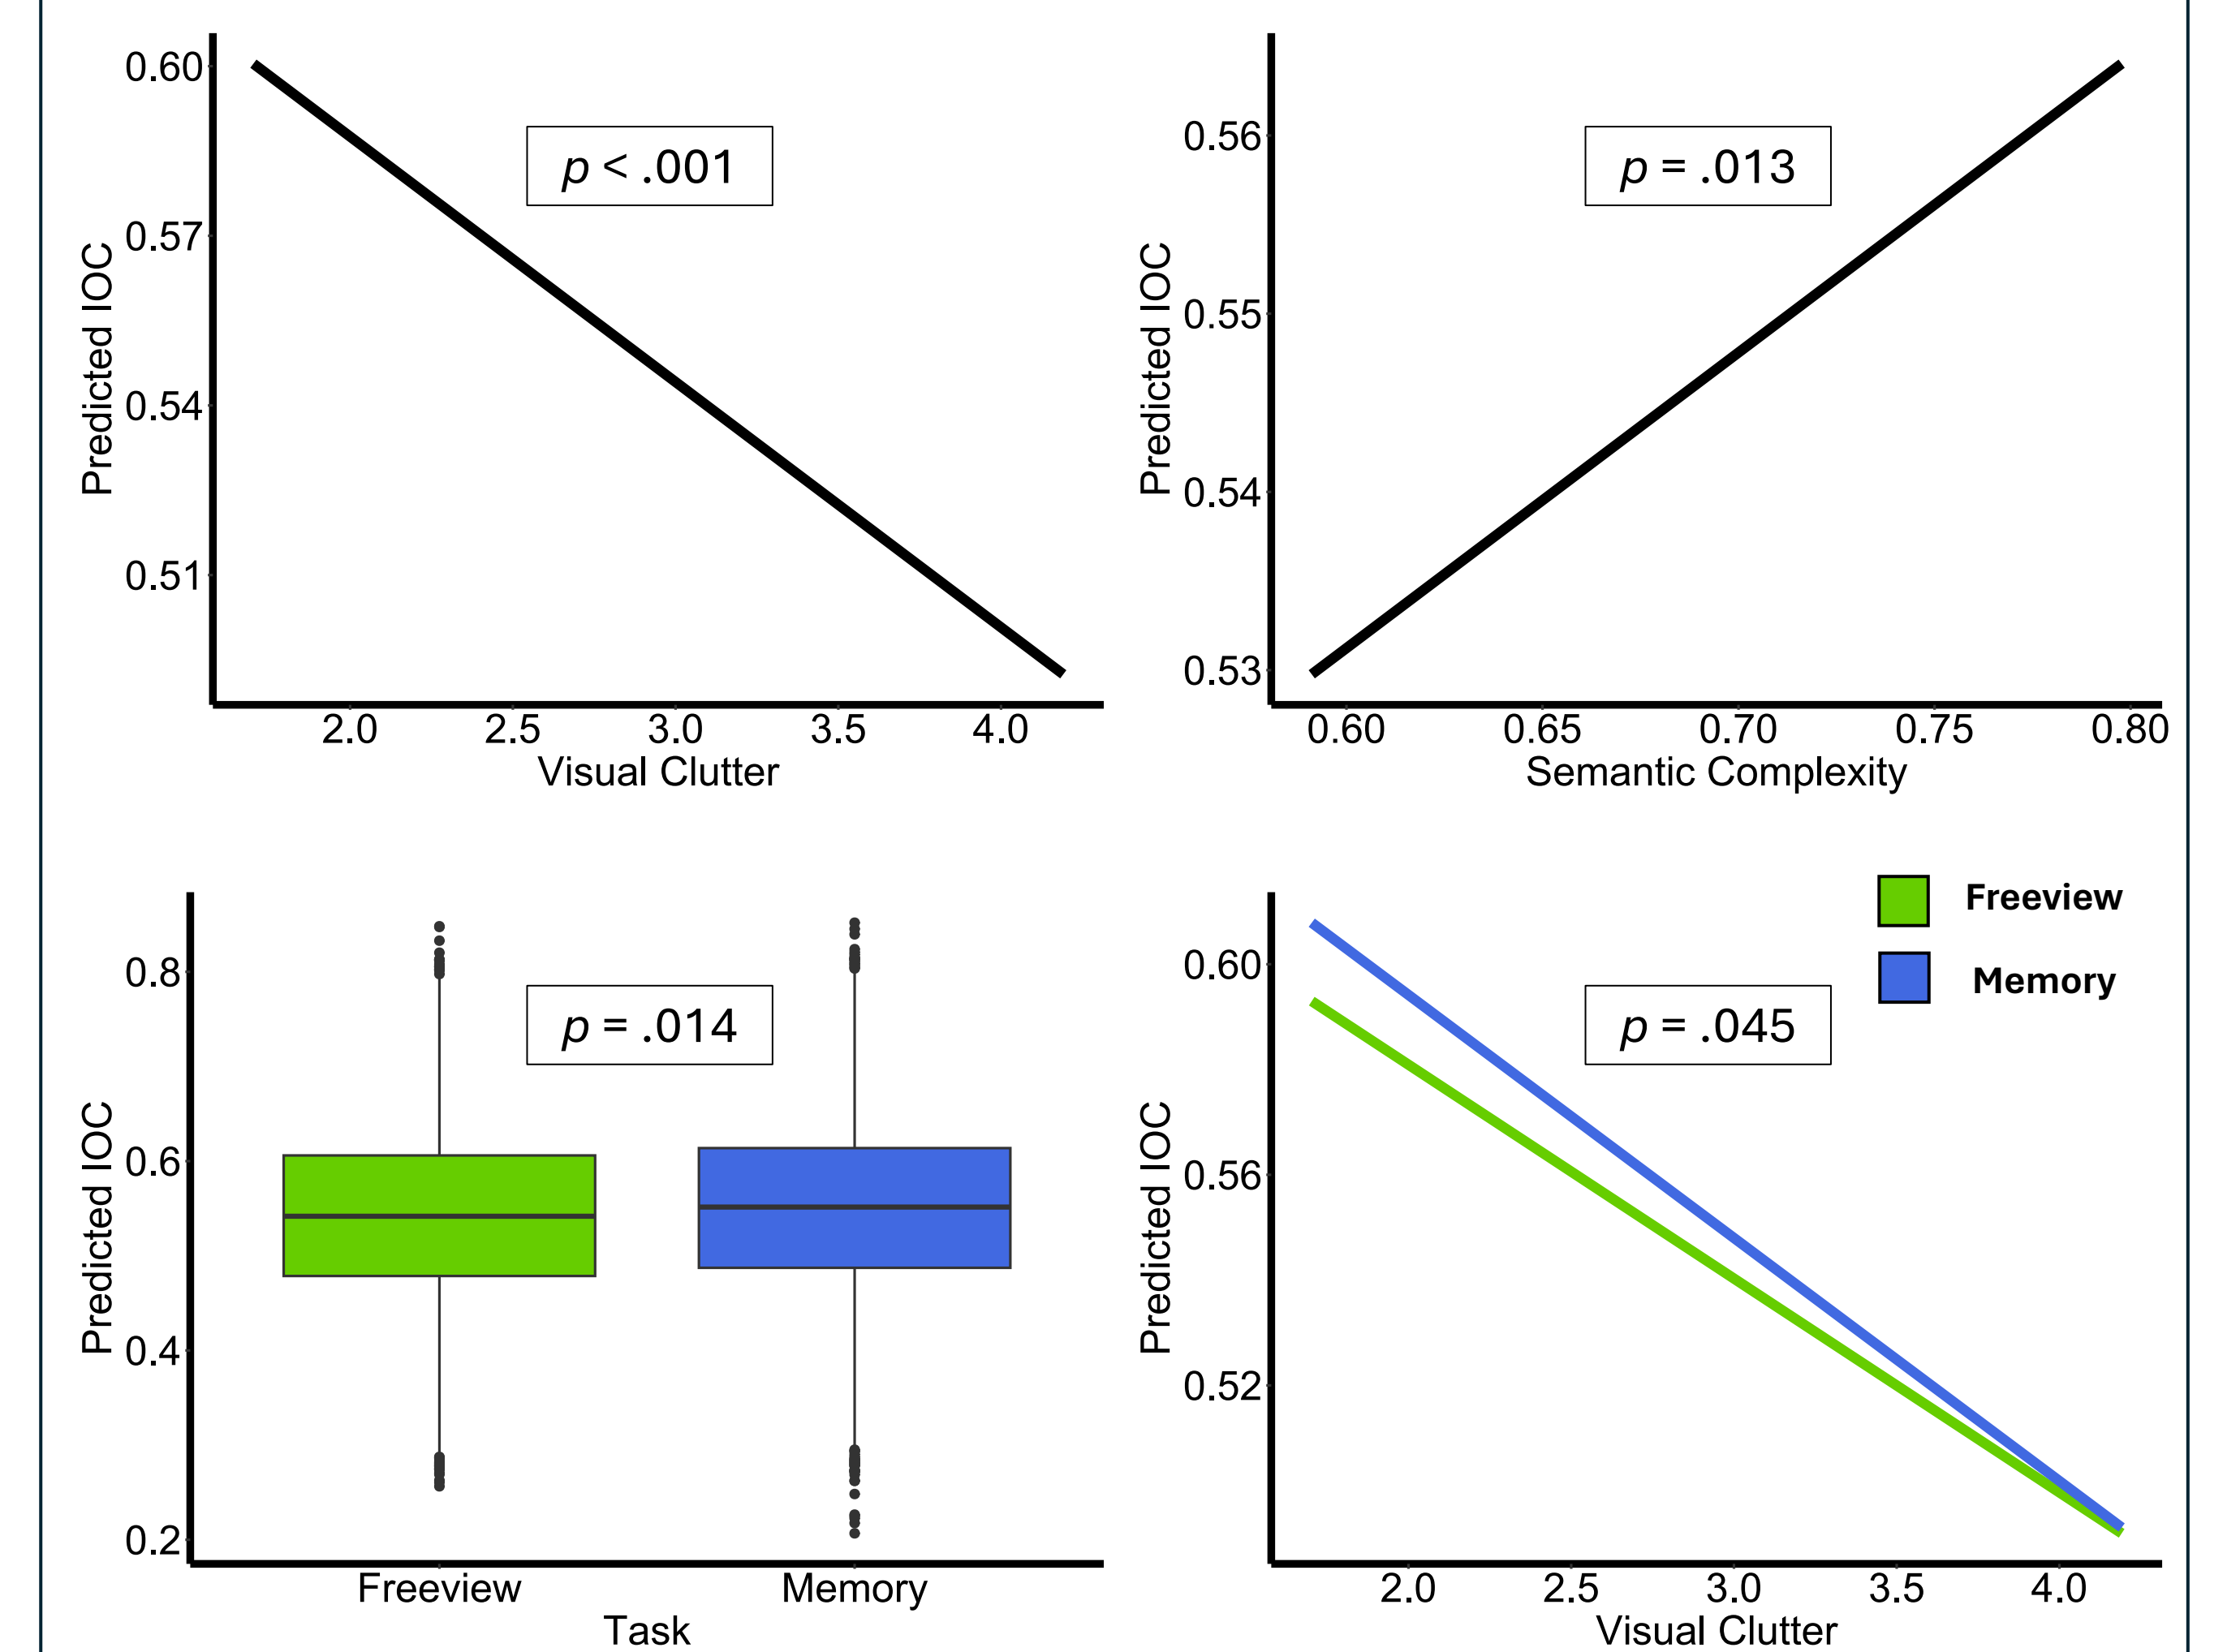 Predicted IOC
0.60
0.57
0.54
0.51
p < .001
2.0 2.5 3.0 3.5 4.0
Visual Clutter
Predicted IOC
0.56
0.55
0.54
0.53
p = .013
0.60 0.65 0.70 0.75 0.80
Semantic Complexity
Predicted IOC
0.8
0.6
0.4
0.2
p = .014
Freeview Memory
Task
Freeview
Memory
Predicted IOC
0.60
0.56
0.52
p = .045
2.0 2.5 3.0 3.5 4.0
Visual Clutter